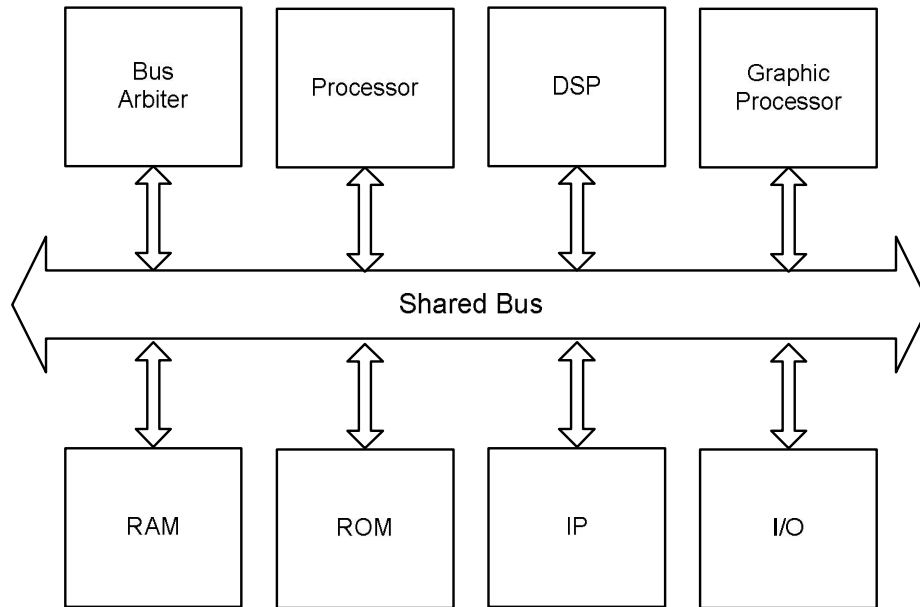 Bus
Arbiter
Processor
DSP
Graphic
Processor
Shared Bus
RAM
ROM
IP
I/O